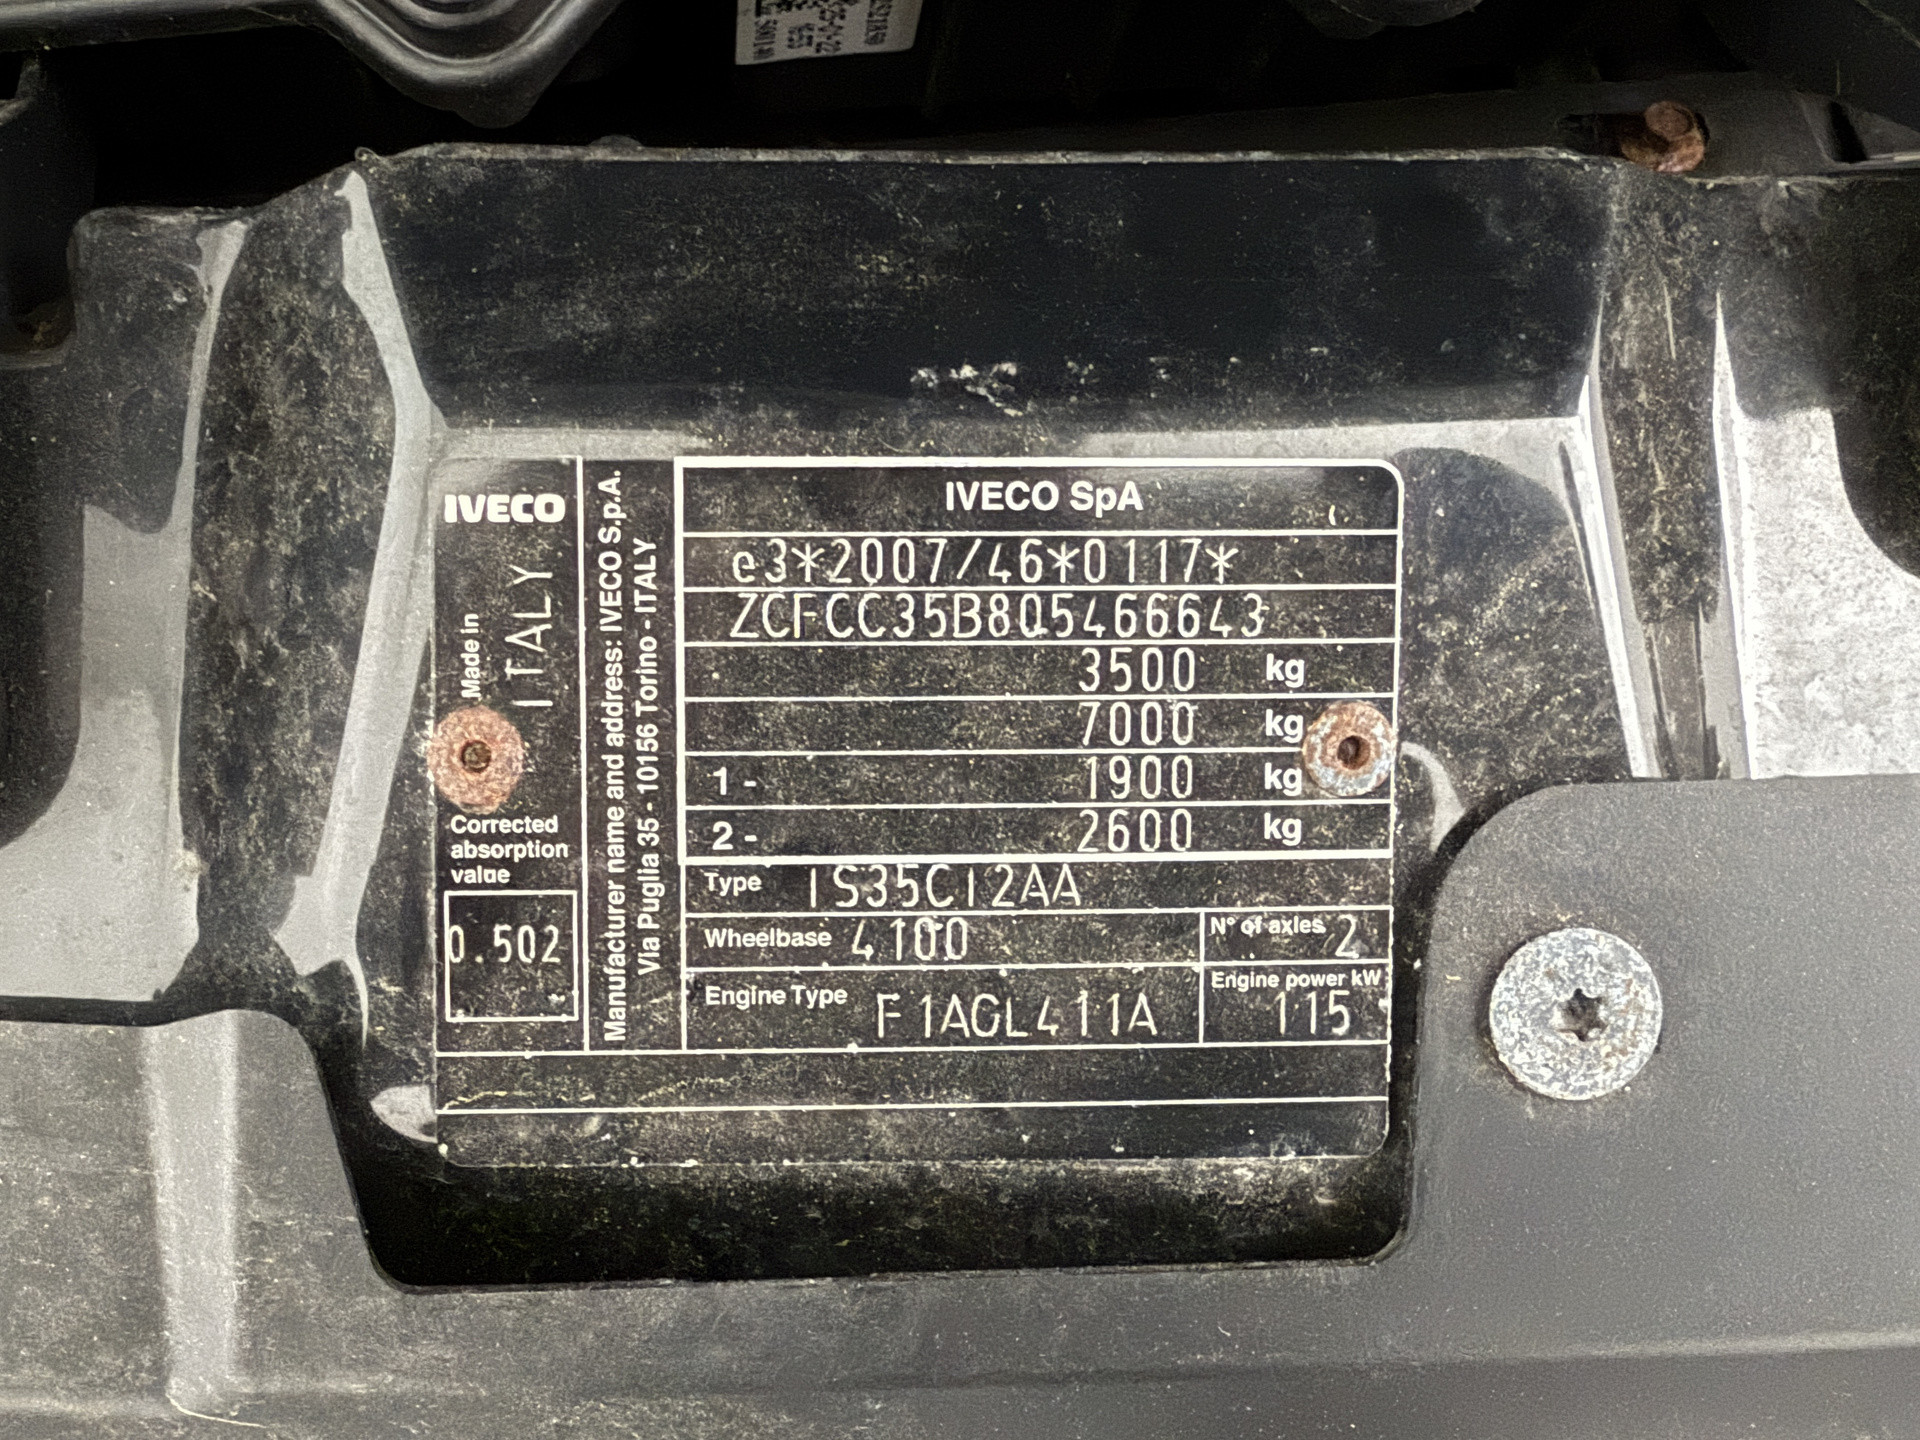 IVECO
Made in
ITALY
Corrected
absorption
value
0.502
Manufacturer name and address: IVECO S.p.A.
Via Puglia 35 - 10156 Torino - ITALY
IVECO SpA
e3*2007/46*0117*
ZCFCC35B805466643
3500 kg
7000 kg
1 - 1900 kg
2 - 2600 kg
Type IS35CI2AA
Wheelbase 4100
N° of axles 2
Engine Type F1AGL411A
Engine power kW
115